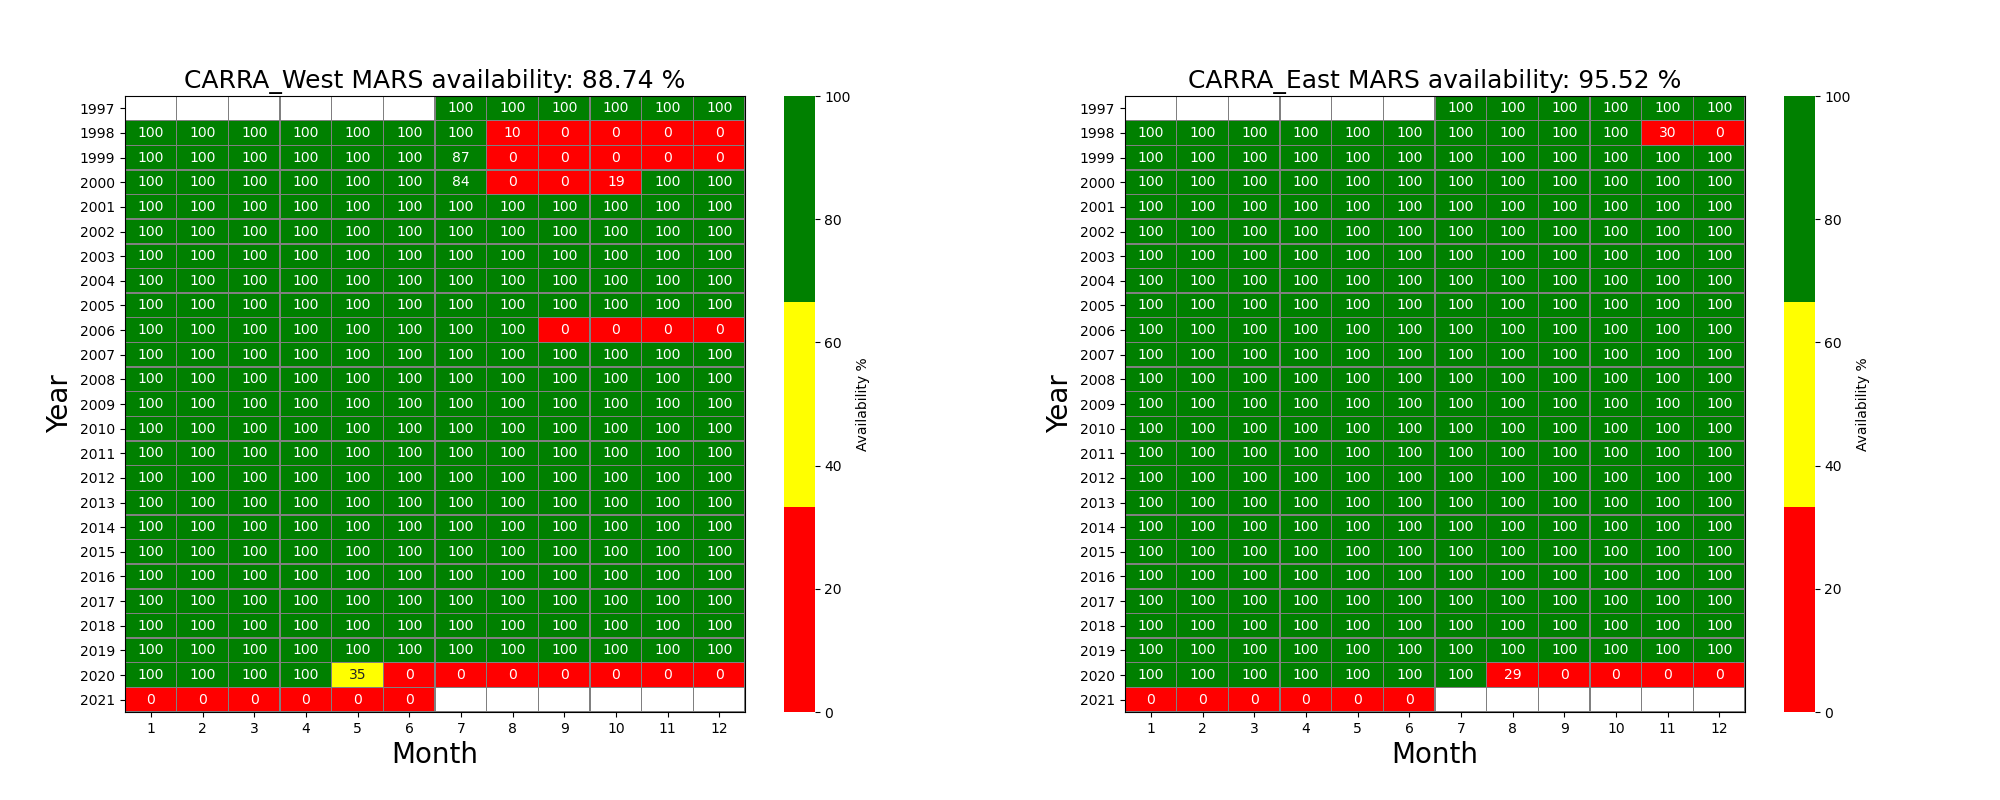 CARRA_West MARS availability: 88.74 %
1997 100 100 100 100 100 100
1998 100 100 100 100 100 100 100 10 0 0 0 0
1999 100 100 100 100 100 100 87 0 0 0 0 0
2000 100 100 100 100 100 100 84 0 0 19 100 100
2001 100 100 100 100 100 100 100 100 100 100 100 100
2002 100 100 100 100 100 100 100 100 100 100 100 100
2003 100 100 100 100 100 100 100 100 100 100 100 100
2004 100 100 100 100 100 100 100 100 100 100 100 100
2005 100 100 100 100 100 100 100 100 100 100 100 100
2006 100 100 100 100 100 100 100 100 0 0 0 0
2007 100 100 100 100 100 100 100 100 100 100 100 100
2008 100 100 100 100 100 100 100 100 100 100 100 100
2009 100 100 100 100 100 100 100 100 100 100 100 100
2010 100 100 100 100 100 100 100 100 100 100 100 100
2011 100 100 100 100 100 100 100 100 100 100 100 100
2012 100 100 100 100 100 100 100 100 100 100 100 100
2013 100 100 100 100 100 100 100 100 100 100 100 100
2014 100 100 100 100 100 100 100 100 100 100 100 100
2015 100 100 100 100 100 100 100 100 100 100 100 100
2016 100 100 100 100 100 100 100 100 100 100 100 100
2017 100 100 100 100 100 100 100 100 100 100 100 100
2018 100 100 100 100 100 100 100 100 100 100 100 100
2019 100 100 100 100 100 100 100 100 100 100 100 100
2020 100 100 100 100 35 0 0 0 0 0 0 0
2021 0 0 0 0 0 0
1 2 3 4 5 6 7 8 9 10 11 12
Month
Year
100
80
60
40
20
0
Availability %
CARRA_East MARS availability: 95.52 %
1997 100 100 100 100 100 100
1998 100 100 100 100 100 100 100 100 100 100 30 0
1999 100 100 100 100 100 100 100 100 100 100 100 100
2000 100 100 100 100 100 100 100 100 100 100 100 100
2001 100 100 100 100 100 100 100 100 100 100 100 100
2002 100 100 100 100 100 100 100 100 100 100 100 100
2003 100 100 100 100 100 100 100 100 100 100 100 100
2004 100 100 100 100 100 100 100 100 100 100 100 100
2005 100 100 100 100 100 100 100 100 100 100 100 100
2006 100 100 100 100 100 100 100 100 100 100 100 100
2007 100 100 100 100 100 100 100 100 100 100 100 100
2008 100 100 100 100 100 100 100 100 100 100 100 100
2009 100 100 100 100 100 100 100 100 100 100 100 100
2010 100 100 100 100 100 100 100 100 100 100 100 100
2011 100 100 100 100 100 100 100 100 100 100 100 100
2012 100 100 100 100 100 100 100 100 100 100 100 100
2013 100 100 100 100 100 100 100 100 100 100 100 100
2014 100 100 100 100 100 100 100 100 100 100 100 100
2015 100 100 100 100 100 100 100 100 100 100 100 100
2016 100 100 100 100 100 100 100 100 100 100 100 100
2017 100 100 100 100 100 100 100 100 100 100 100 100
2018 100 100 100 100 100 100 100 100 100 100 100 100
2019 100 100 100 100 100 100 100 100 100 100 100 100
2020 100 100 100 100 100 100 100 29 0 0 0 0
2021 0 0 0 0 0 0
1 2 3 4 5 6 7 8 9 10 11 12
Month
Year
100
80
60
40
20
0
Availability %